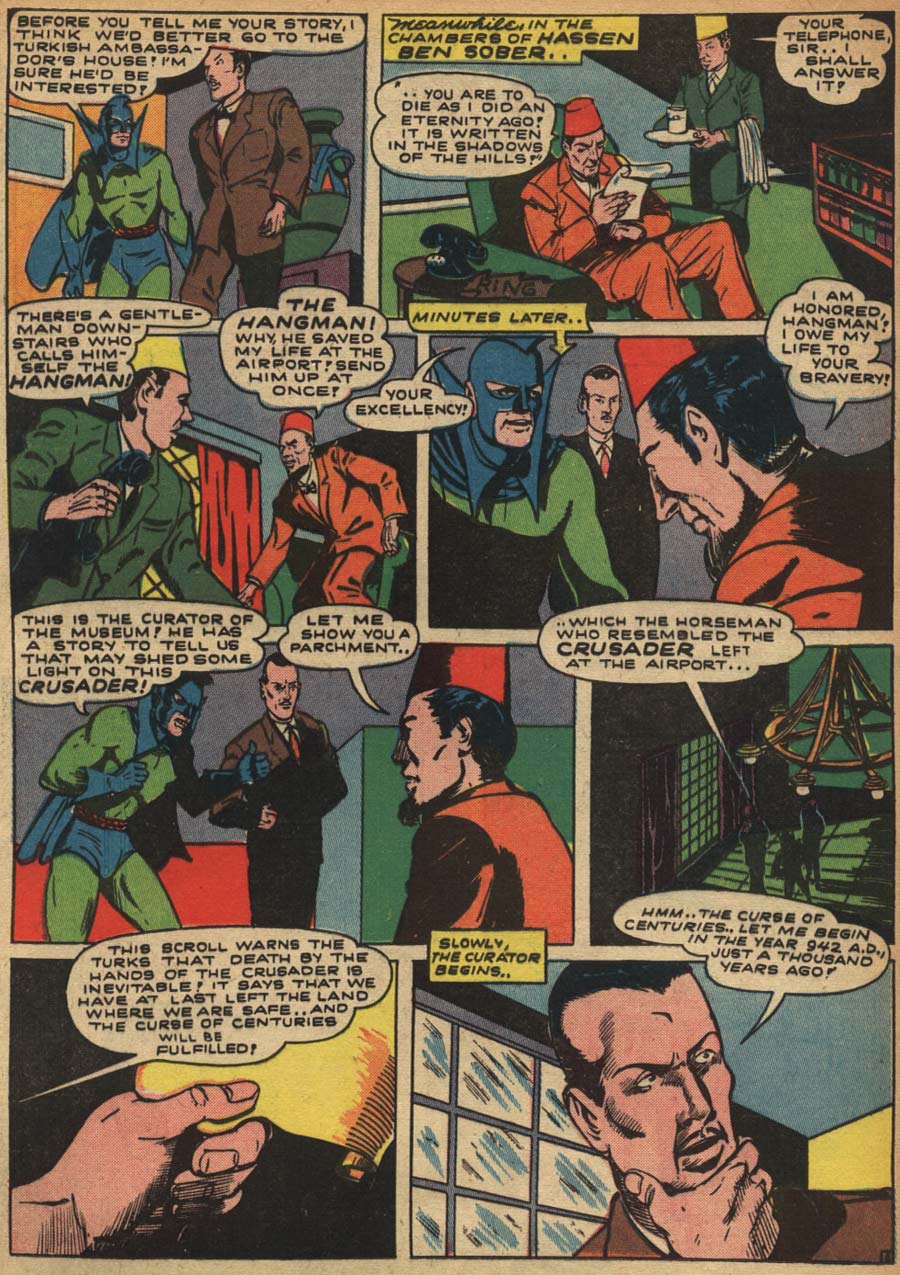 BEFORE YOU TELL ME YOUR STORY, I
THINK WE'D BETTER GO TO THE
TURKISH AMBASSA-
DOR'S HOUSE! I'M
SURE HE'D BE
INTERESTED!
Meanwhile, IN THE
CHAMBERS OF HASSEN
BEN SOBER..
".. YOU ARE TO
DIE AS I DID AN
ETERNITY AGO!
IT IS WRITTEN
IN THE SHADOWS
OF THE HILLS!"
YOUR
TELEPHONE,
SIR.. I
SHALL
ANSWER
IT!
RING
THERE'S A GENTLE-
MAN DOWN-
STAIRS WHO
CALLS HIM-
SELF THE
HANGMAN!
THE
HANGMAN!
WHY, HE SAVED
MY LIFE AT THE
AIRPORT! SEND
HIM UP AT
ONCE!
MINUTES LATER..
YOUR
EXCELLENCY!
I AM
HONORED,
HANGMAN!
I OWE MY
LIFE TO
YOUR
BRAVERY!
THIS IS THE CURATOR OF
THE MUSEUM! HE HAS
A STORY TO TELL US
THAT MAY SHED SOME
LIGHT ON THIS
CRUSADER!
LET ME
SHOW YOU A
PARCHMENT..
..WHICH THE HORSEMAN
WHO RESEMBLED THE
CRUSADER LEFT
AT THE AIRPORT...
THIS SCROLL WARNS THE
TURKS THAT DEATH BY THE
HANDS OF THE CRUSADER IS
INEVITABLE! IT SAYS THAT WE
HAVE AT LAST LEFT THE LAND
WHERE WE ARE SAFE..AND
THE CURSE OF CENTURIES
WILL BE
FULFILLED!
SLOWLY,
THE CURATOR
BEGINS..
HMM.. THE CURSE OF
CENTURIES.. LET ME BEGIN
IN THE YEAR 942 A.D.,
JUST A THOUSAND
YEARS AGO!